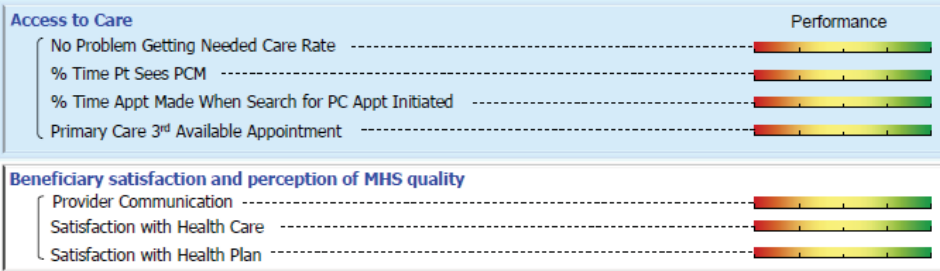 Access to Care
Performance
No Problem Getting Needed Care Rate
% Time Pt Sees PCM
% Time Appt Made When Search for PC Appt Initiated
Primary Care 3rd Available Appointment
Beneficiary satisfaction and perception of MHS quality
Provider Communication
Satisfaction with Health Care
Satisfaction with Health Plan